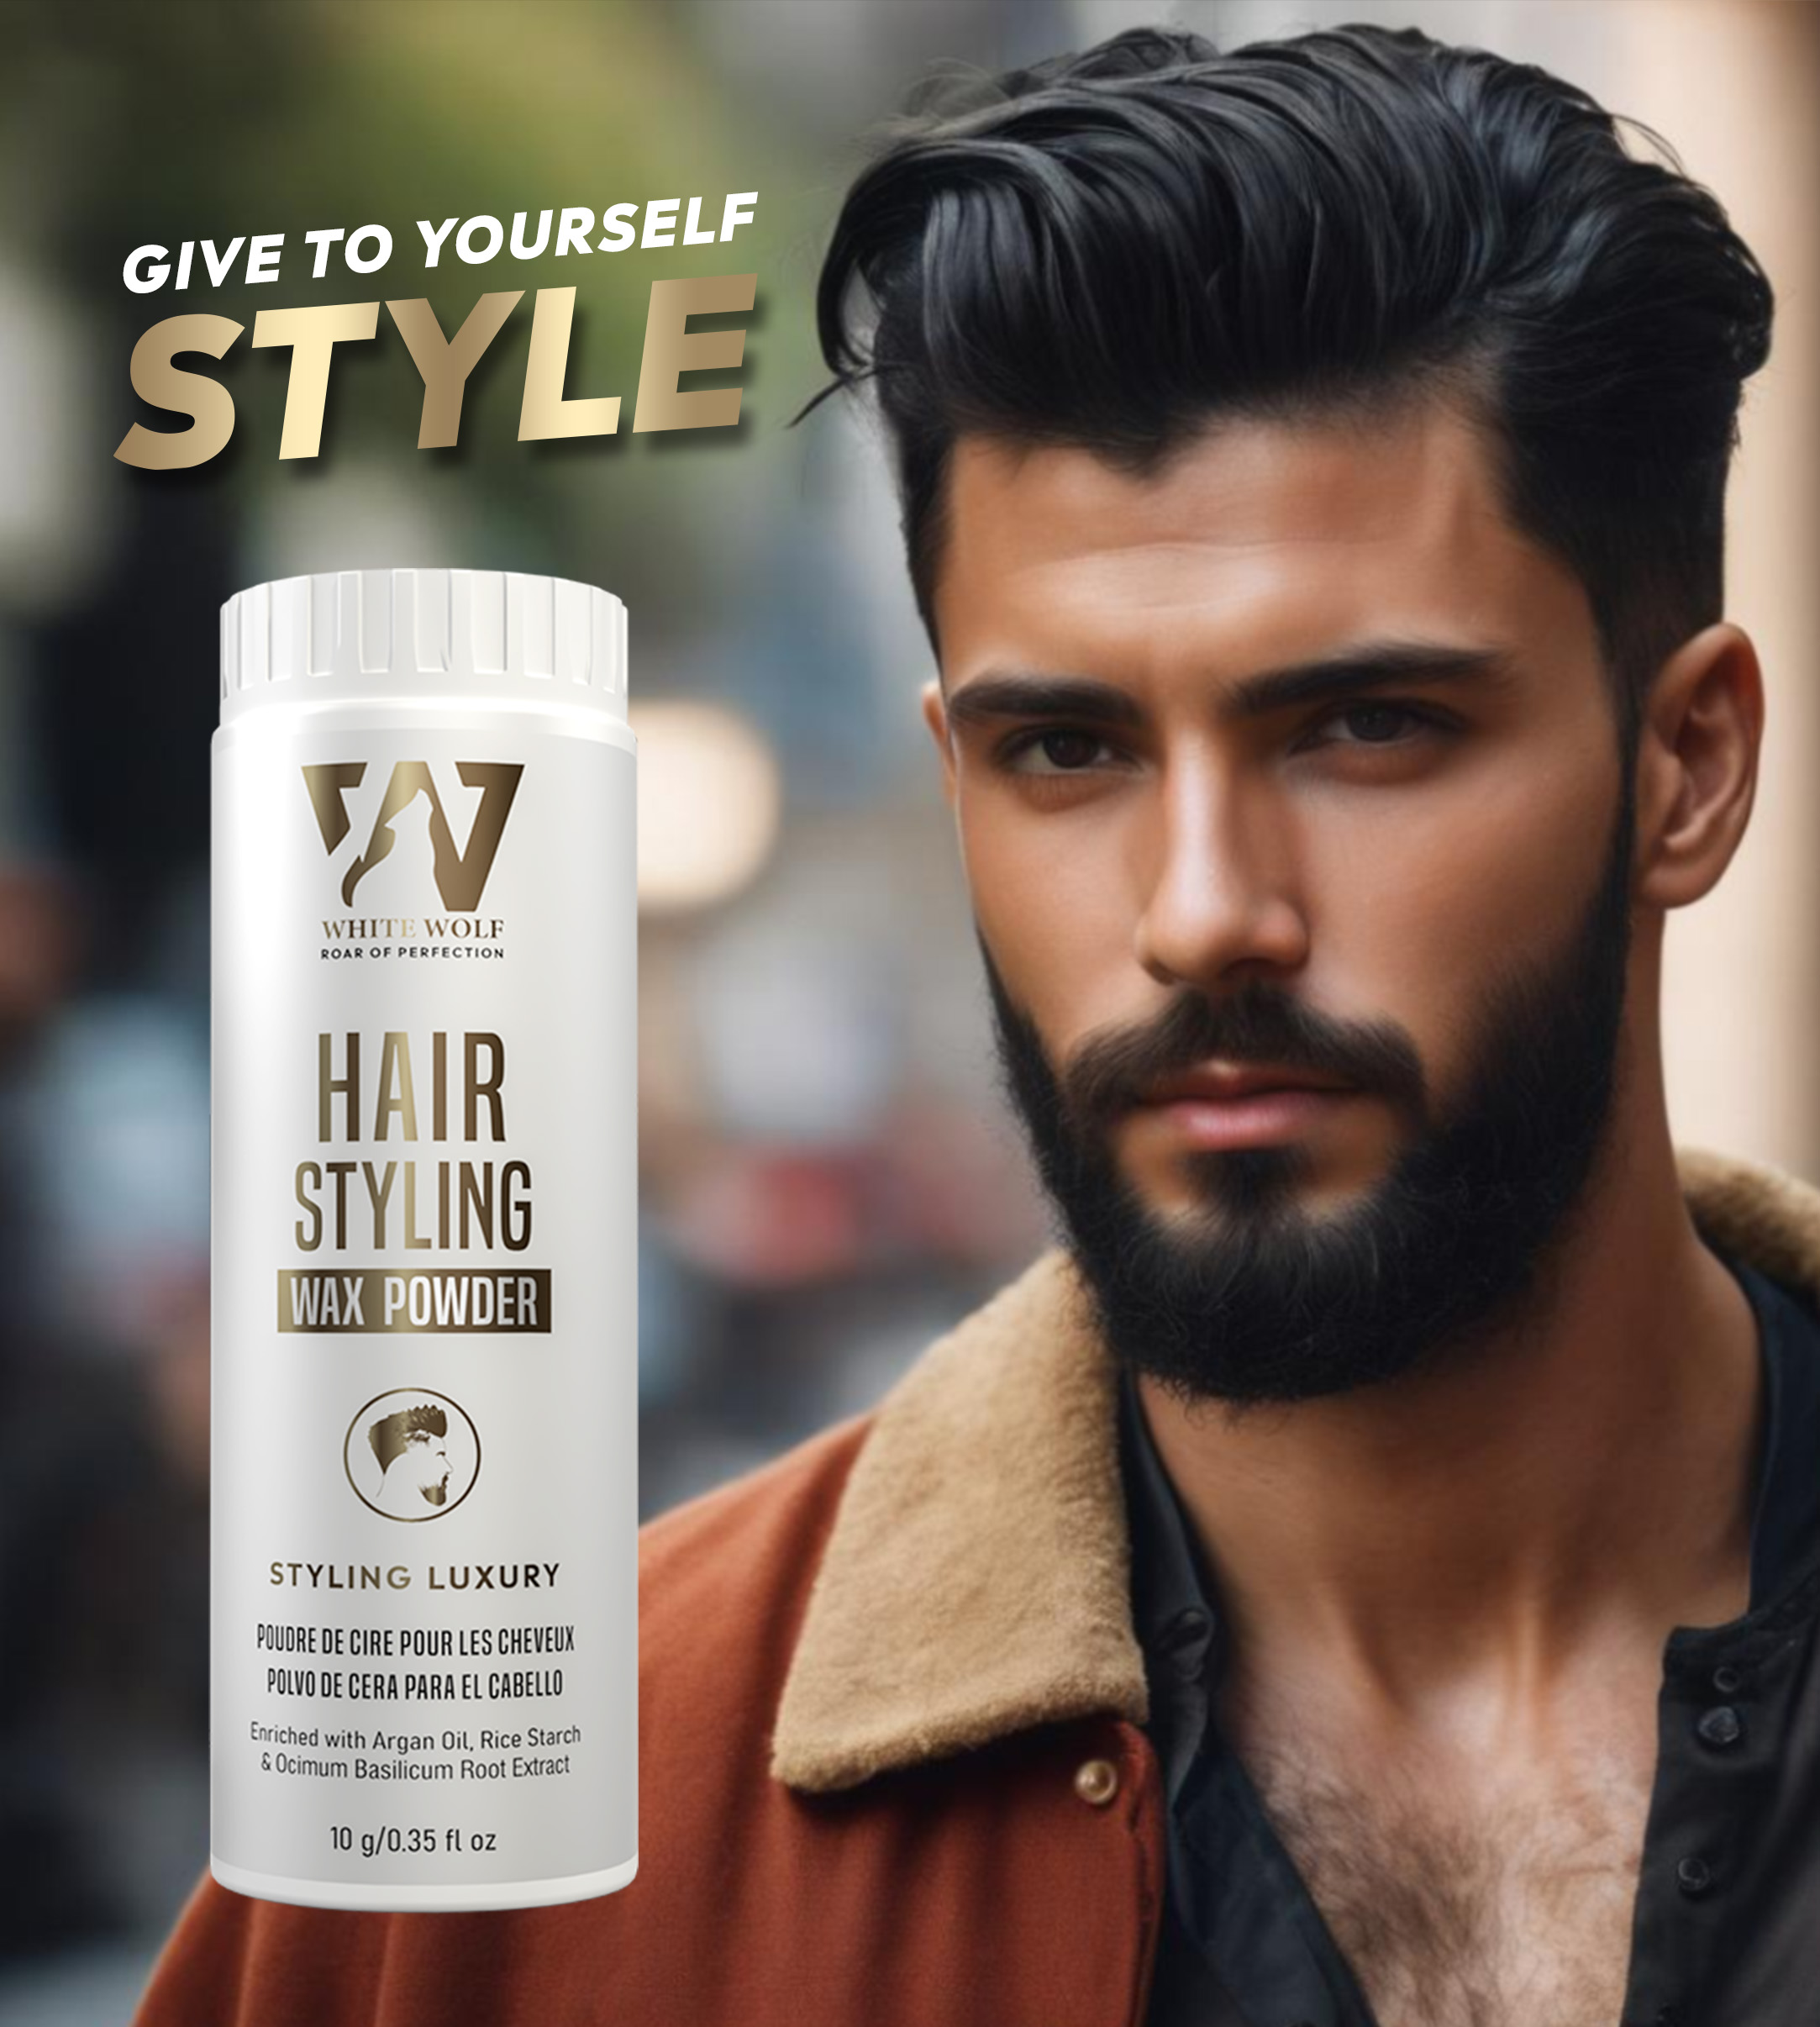 GIVE TO YOURSELF
STYLE
WHITE WOLF
ROAR OF PERFECTION
HAIR
STYLING
WAX POWDER
STYLING LUXURY
POUDRE DE CIRE POUR LES CHEVEUX
POLVO DE CERA PARA EL CABELLO
Enriched with Argan Oil, Rice Starch
& Ocimum Basilicum Root Extract
10 g/0.35 fl oz